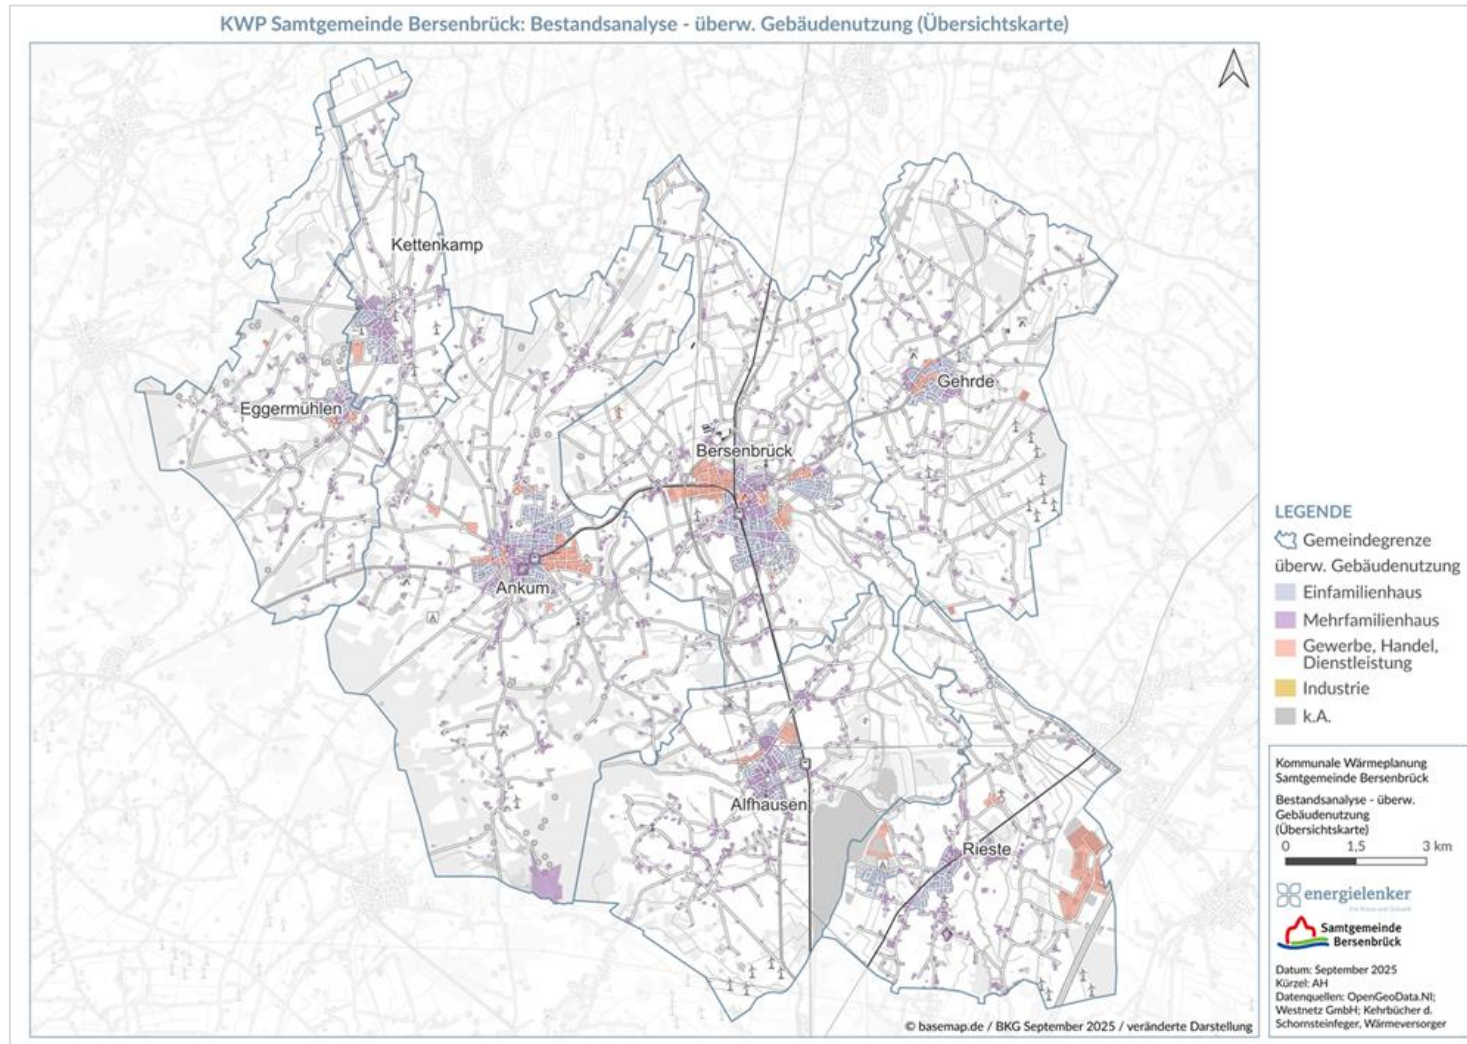 KWP Samtgemeinde Bersenbrück: Bestandsanalyse - überw. Gebäudenutzung (Übersichtskarte)
Kettenkamp
Gehrde
Eggermühlen
Bersenbrück
Ankum
Alfhausen
Rieste
© basemap.de / BKG September 2025 / veränderte Darstellung
LEGENDE
Gemeindegrenze
überw. Gebäudenutzung
Einfamilienhaus
Mehrfamilienhaus
Gewerbe, Handel,
Dienstleistung
Industrie
k.A.
Kommunale Wärmeplanung
Samtgemeinde Bersenbrück
Bestandsanalyse - überw.
Gebäudenutzung
(Übersichtskarte)
0 1,5 3 km
energielenker
Samtgemeinde
Bersenbrück
Datum: September 2025
Kürzel: AH
Datenquellen: OpenGeoData.NI;
Westnetz GmbH; Kehrbücher d.
Schornsteinfeger, Wärmeversorger